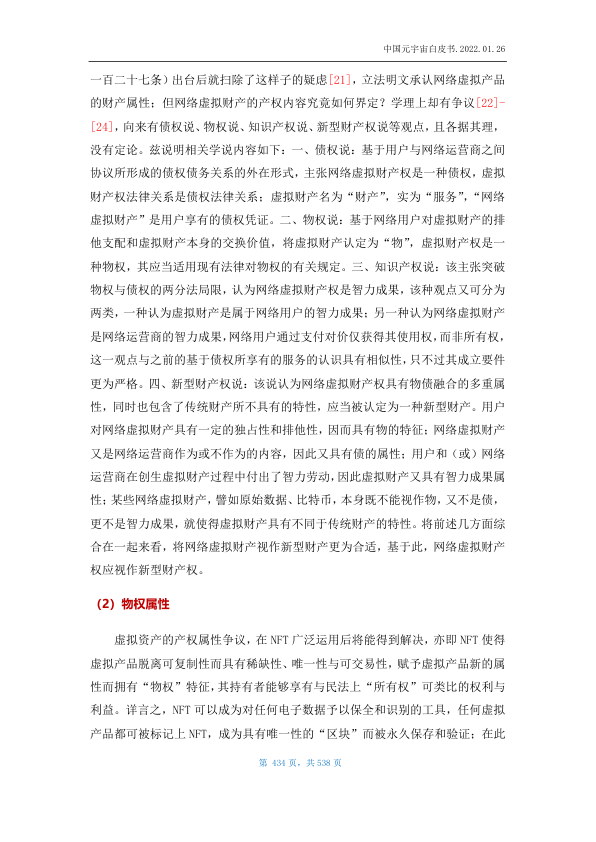 中国元宇宙白皮书.2022.01.26
一百二十七条）出台后就扫除了这样子的疑虑[21]，立法明文承认网络虚拟产品
的财产属性；但网络虚拟财产的产权内容究竟如何界定？学理上却有争议[22]-
[24]，向来有债权说、物权说、知识产权说、新型财产权说等观点，且各据其理，
没有定论。兹说明相关学说内容如下：一、债权说：基于用户与网络运营商之间
协议所形成的债权债务关系的外在形式，主张网络虚拟财产权是一种债权，虚拟
财产权法律关系是债权法律关系；虚拟财产名为“财产”，实为“服务”，“网络
虚拟财产”是用户享有的债权凭证。二、物权说：基于网络用户对虚拟财产的排
他支配和虚拟财产本身的交换价值，将虚拟财产认定为“物”，虚拟财产权是一
种物权，其应当适用现有法律对物权的有关规定。三、知识产权说：该主张突破
物权与债权的两分法局限，认为网络虚拟财产权是智力成果，该种观点又可分为
两类，一种认为虚拟财产是属于网络用户的智力成果；另一种认为网络虚拟财产
是网络运营商的智力成果，网络用户通过支付对价仅获得其使用权，而非所有权，
这一观点与之前的基于债权所享有的服务的认识具有相似性，只不过其成立要件
更为严格。四、新型财产权说：该说认为网络虚拟财产权具有物债融合的多重属
性，同时也包含了传统财产所不具有的特性，应当被认定为一种新型财产。用户
对网络虚拟财产具有一定的独占性和排他性，因而具有物的特征；网络虚拟财产
又是网络运营商作为或不作为的内容，因此又具有债的属性；用户和（或）网络
运营商在创生虚拟财产过程中付出了智力劳动，因此虚拟财产又具有智力成果属
性；某些网络虚拟财产，譬如原始数据、比特币，本身既不能视作物，又不是债，
更不是智力成果，就使得虚拟财产具有不同于传统财产的特性。将前述几方面综
合在一起来看，将网络虚拟财产视作新型财产更为合适，基于此，网络虚拟财产
权应视作新型财产权。
（2）物权属性
虚拟资产的产权属性争议，在 NFT 广泛运用后将能得到解决，亦即 NFT 使得
虚拟产品脱离可复制性而具有稀缺性、唯一性与可交易性，赋予虚拟产品新的属
性而拥有“物权”特征，其持有者能够享有与民法上“所有权”可类比的权利与
利益。详言之，NFT 可以成为对任何电子数据予以保全和识别的工具，任何虚拟
产品都可被标记上 NFT，成为具有唯一性的“区块”而被永久保存和验证；在此
第 434 页，共 538 页